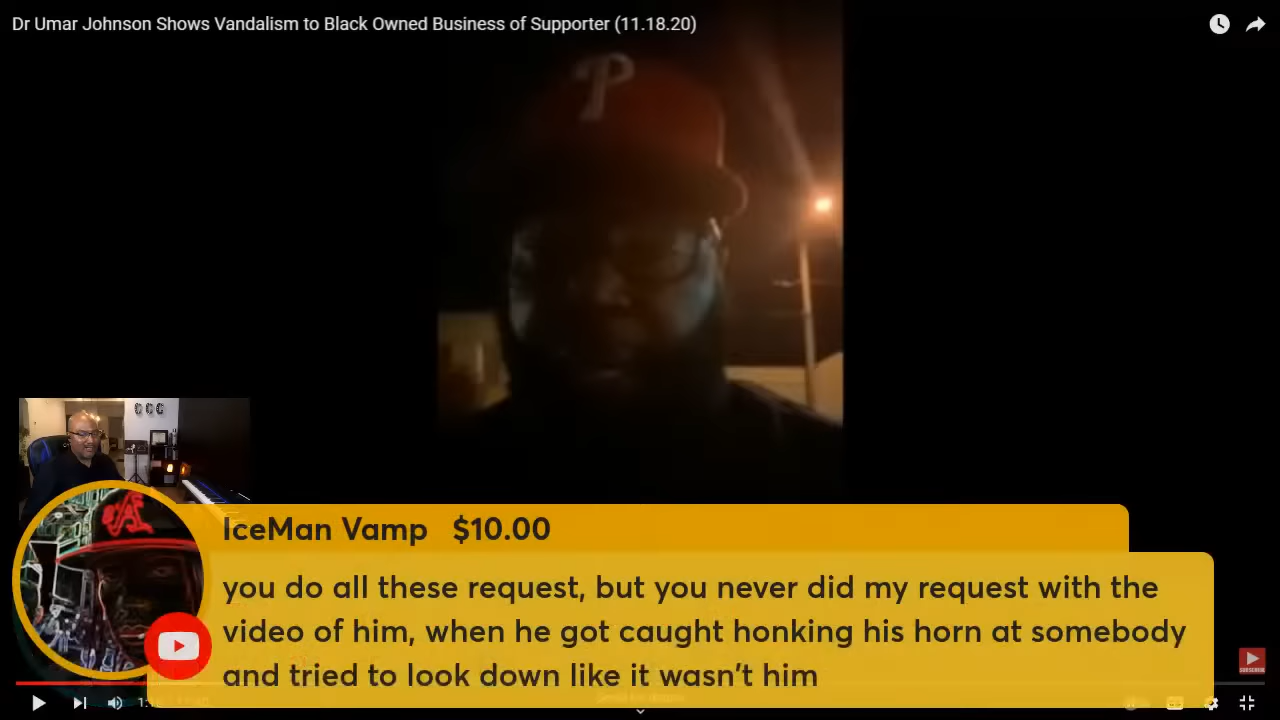 Dr Umar Johnson Shows Vandalism to Black Owned Business of Supporter (11.18.20)
P
IceMan Vamp $10.00
you do all these request, but you never did my request with the
video of him, when he got caught honking his horn at somebody
and tried to look down like it wasn't him
SUBSCRIBE